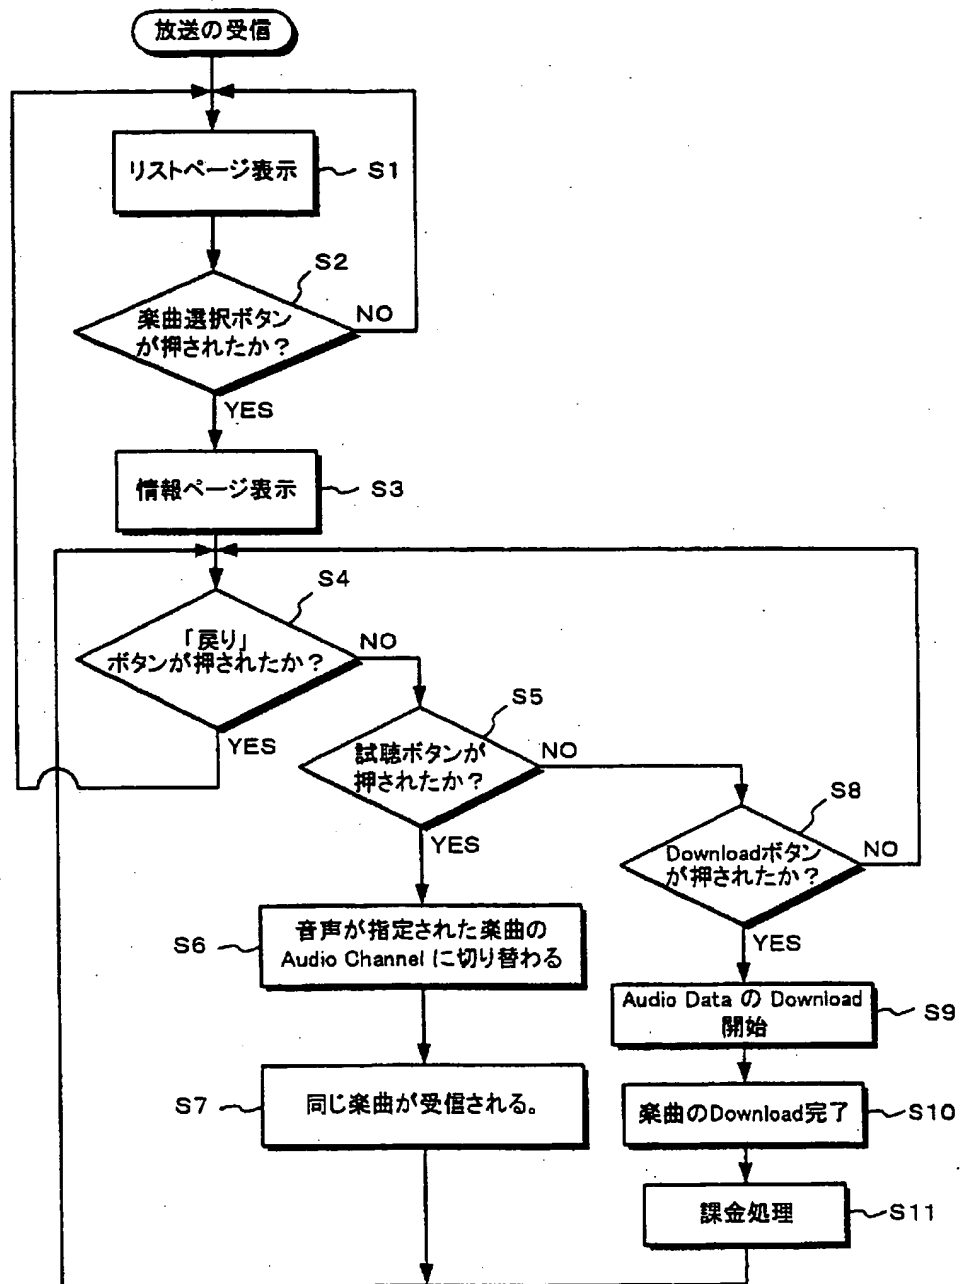 放送の受信
リストページ表示
S1
S2
楽曲選択ボタン
が押されたか？
NO
YES
情報ページ表示
S3
S4
「戻り」
ボタンが押されたか？
NO
YES
S5
試聴ボタンが
押されたか？
NO
YES
S8
Downloadボタン
が押されたか？
NO
YES
S6
音声が指定された楽曲の
Audio Channel に切り替わる
Audio Data の Download
開始
S9
S7
同じ楽曲が受信される。
楽曲のDownload完了
S10
課金処理
S11